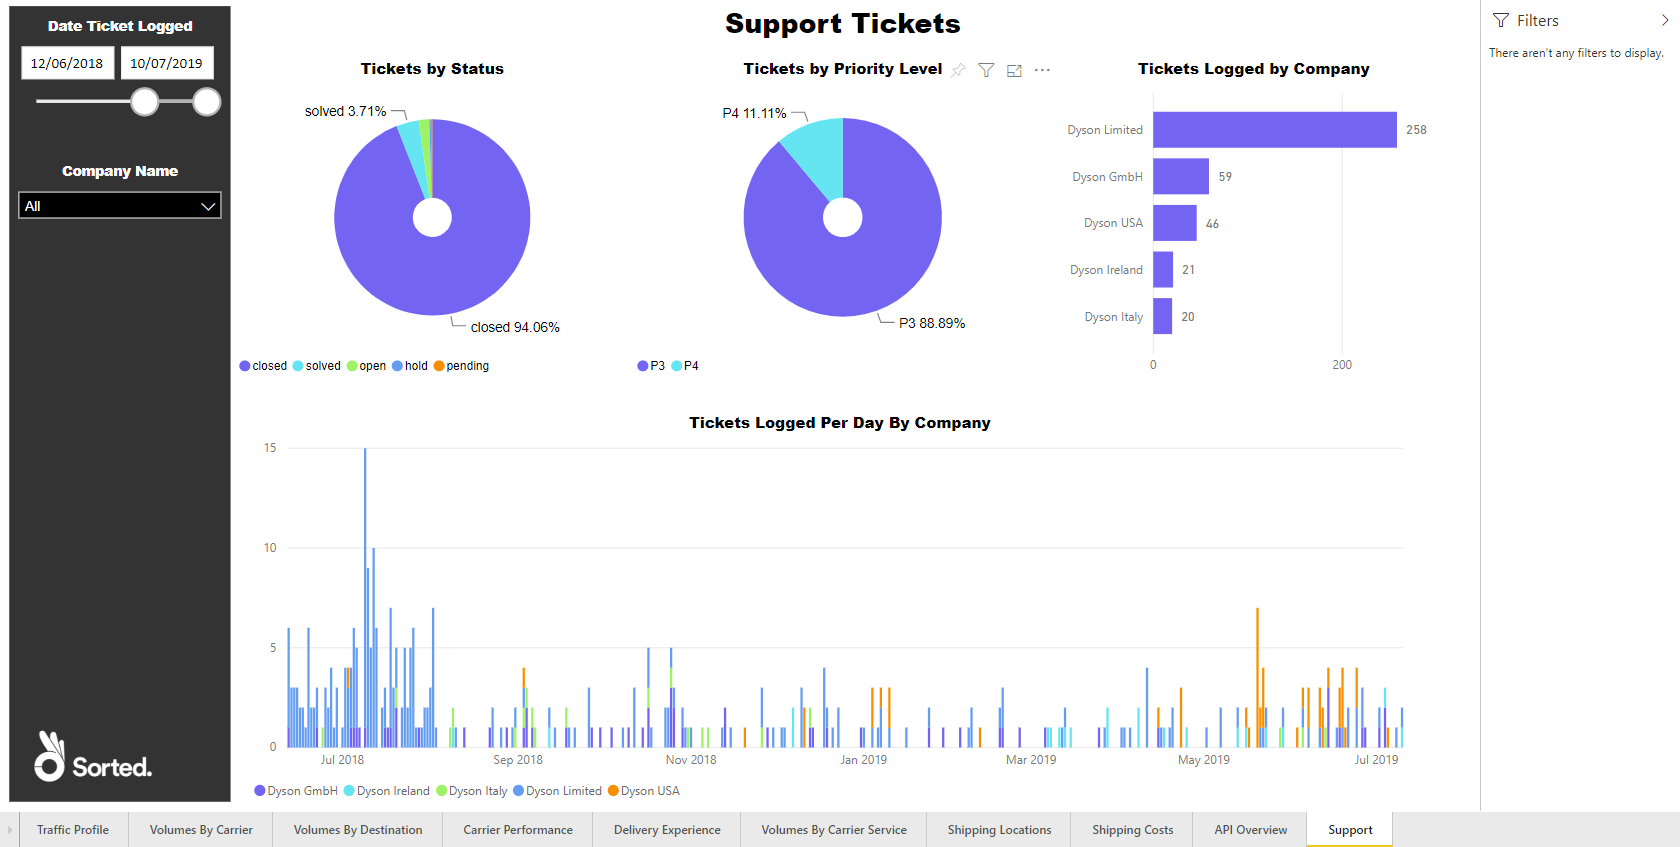 Date Ticket Logged
12/06/2018 10/07/2019
Company Name
All
Sorted.
Support Tickets
Tickets by Status
solved 3.71%
closed 94.06%
closed solved open hold pending
Tickets by Priority Level
P4 11.11%
P3 88.89%
P3 P4
Tickets Logged by Company
Dyson Limited 258
Dyson GmbH 59
Dyson USA 46
Dyson Ireland 21
Dyson Italy 20
0 200
Tickets Logged Per Day By Company
15
10
5
0
Jul 2018 Sep 2018 Nov 2018 Jan 2019 Mar 2019 May 2019 Jul 2019
Dyson GmbH Dyson Ireland Dyson Italy Dyson Limited Dyson USA
Filters
There aren't any filters to display.
Traffic Profile Volumes By Carrier Volumes By Destination Carrier Performance Delivery Experience Volumes By Carrier Service Shipping Locations Shipping Costs API Overview Support